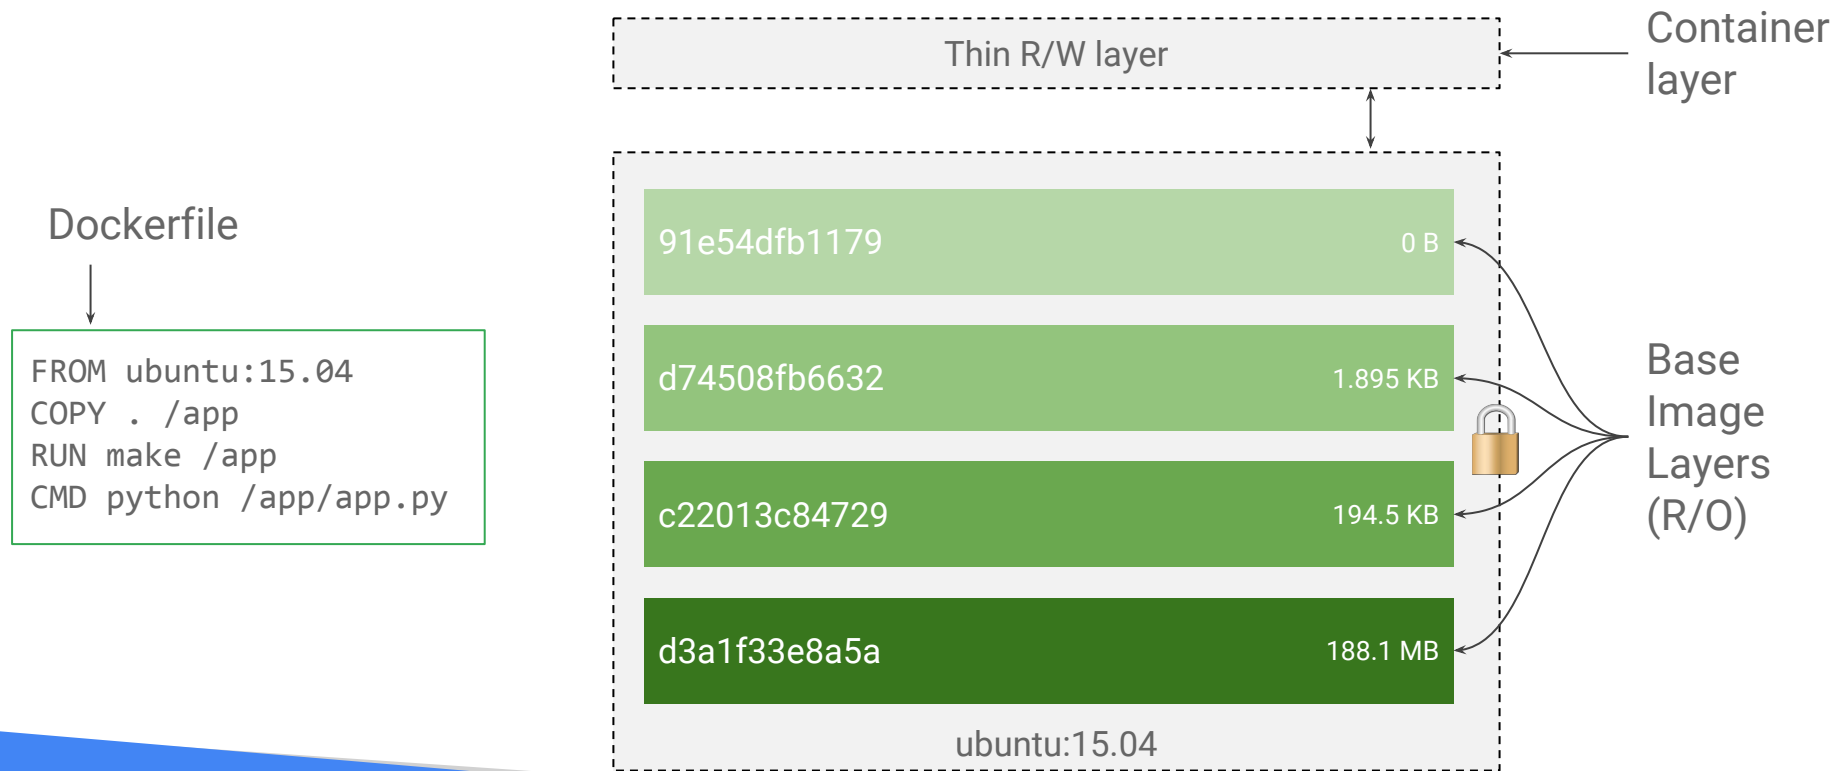 Thin R/W layer
Container
layer
Dockerfile
FROM ubuntu:15.04
COPY . /app
RUN make /app
CMD python /app/app.py
91e54dfb1179 0 B
d74508fb6632 1.895 KB
c22013c84729 194.5 KB
d3a1f33e8a5a 188.1 MB
ubuntu:15.04
Base
Image
Layers
(R/O)